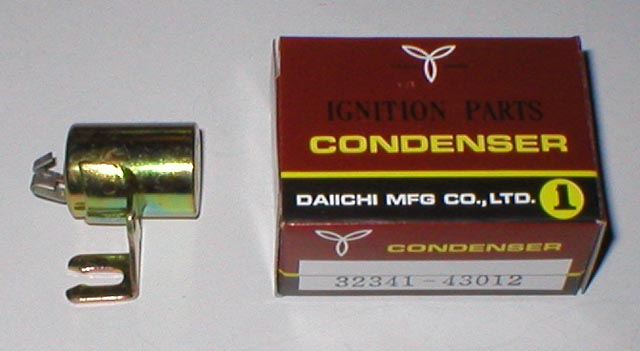 IGNITION PARTS
CONDENSER
DAIICHI MFG CO.,LTD. 1
CONDENSER
32341-43012